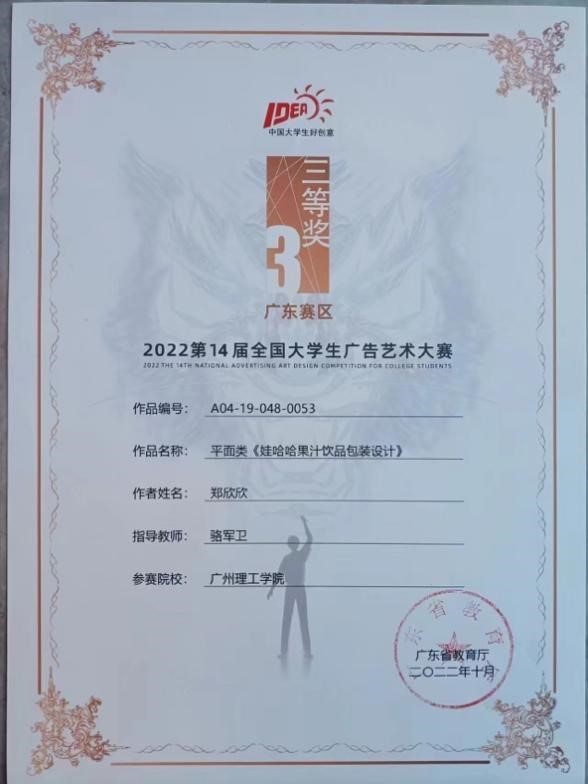 IDEA
中国大学生好创意
三等奖
3
广东赛区
2022第14届全国大学生广告艺术大赛
2022 THE 14TH NATIONAL ADVERTISING ART DESIGN COMPETITION FOR COLLEGE STUDENTS
作品编号： A04-19-048-0053
作品名称： 平面类《娃哈哈果汁饮品包装设计》
作者姓名： 郑欣欣
指导教师： 骆军卫
参赛院校： 广州理工学院
东省教育
广东省教育厅
二〇二二年十月